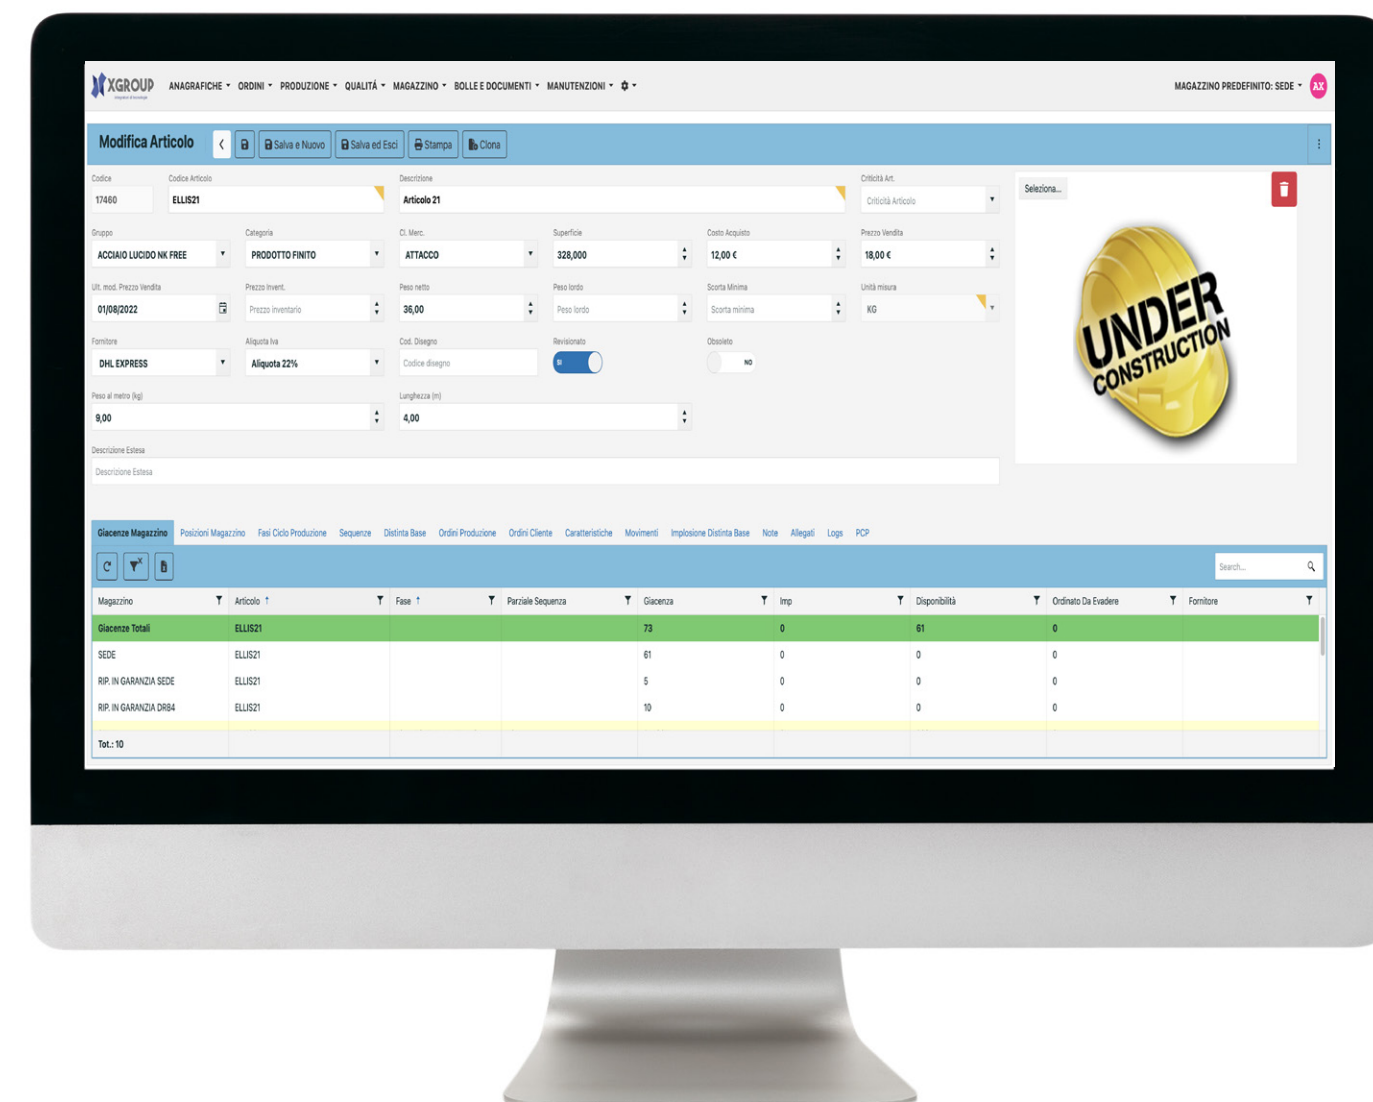 XGROUP ANAGRAFICHE ORDINI PRODUZIONE QUALITÁ MAGAZZINO BOLLE E DOCUMENTI MANUTENZIONI MAGAZZINO PREDEFINITO: SEDE AX
Modifica Articolo Salva e Nuovo Salva ed Esci Stampa Clona
Codice Codice Articolo Descrizione Criticità Art.
17460 ELLIS21 Articolo 21 Criticità Articolo Seleziona...
Gruppo Categoria Cl. Merc. Superficie Costo Acquisto Prezzo Vendita
ACCIAIO LUCIDO NK FREE PRODOTTO FINITO ATTACCO 328,000 12,00 € 18,00 €
Ult. mod. Prezzo Vendita Prezzo Invent. Peso netto Peso lordo Scorta Minima Unità misura
01/08/2022 Prezzo inventario 36,00 Peso lordo Scorta minima KG
Fornitore Aliquota Iva Cod. Disegno Revisionato Obsoleto
DHL EXPRESS Aliquota 22% Codice disegno SI NO
UNDER
CONSTRUCTION
Peso al metro (kg) Lunghezza (m)
9,00 4,00
Descrizione Estesa
Descrizione Estesa
Giacenze Magazzino Posizioni Magazzino Fasi Ciclo Produzione Sequenze Distinta Base Ordini Produzione Ordini Cliente Caratteristiche Movimenti Implosione Distinta Base Note Allegati Logs PCP
Search...
Magazzino Articolo Fase Parziale Sequenza Giacenza Imp Disponibilità Ordinato Da Evadere Fornitore
Giacenze Totali ELLIS21 73 0 61 0
SEDE ELLIS21 61 0 0 0
RIP. IN GARANZIA SEDE ELLIS21 5 0 0 0
RIP. IN GARANZIA DR84 ELLIS21 10 0 0 0
Tot.: 10